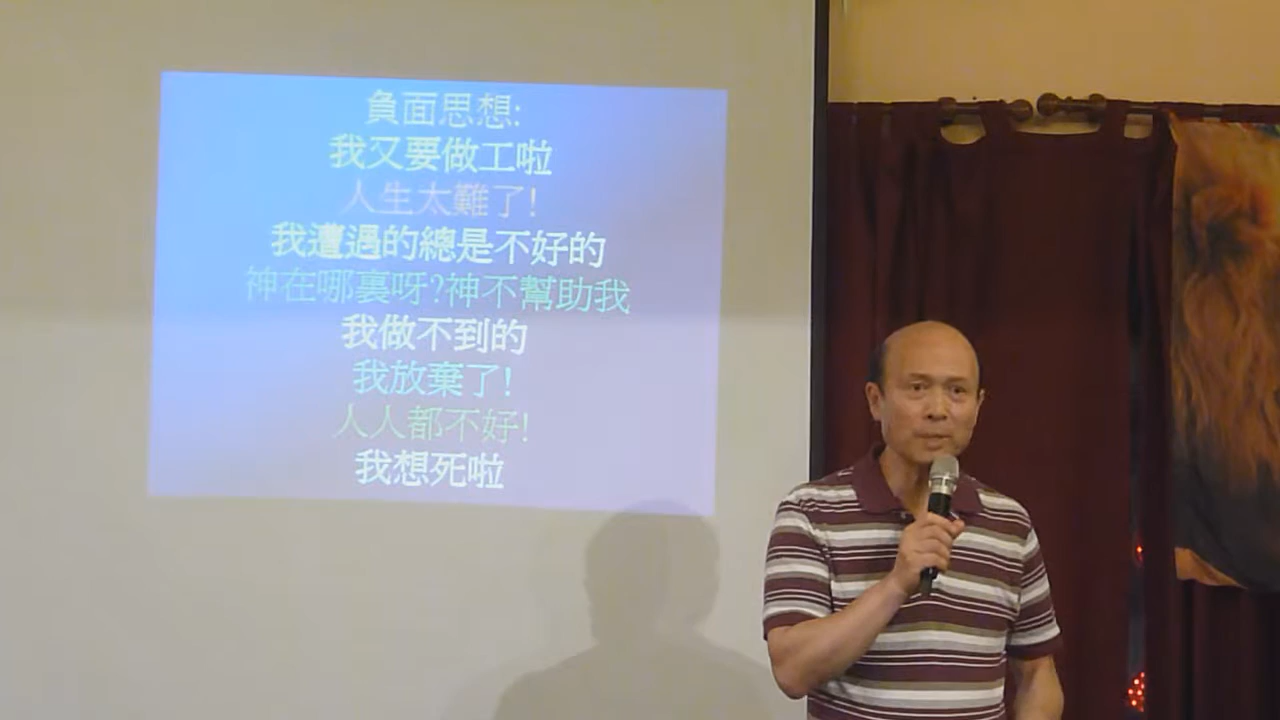 負面思想:
我又要做工啦
人生太難了!
我遭遇的總是不好的
神在哪裏呀?神不幫助我
我做不到的
我放棄了!
人人都不好!
我想死啦